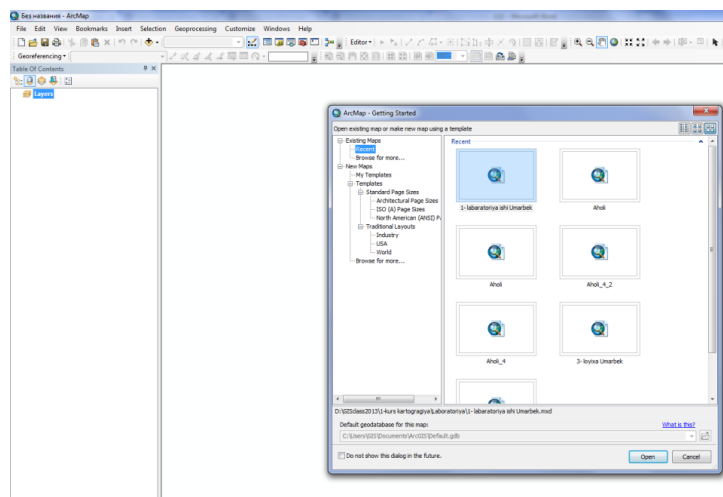 Без названия - ArcMap
File Edit View Bookmarks Insert Selection Geoprocessing Customize Windows Help
Editor
Georeferencing
Table Of Contents
Layers
ArcMap - Getting Started
Open existing map or make new map using a template
Existing Maps
Recent
Browse for more...
New Maps
My Templates
Templates
Standard Page Sizes
Architectural Page Sizes
ISO (A) Page Sizes
North American (ANSI) P
Traditional Layouts
Industry
USA
World
Browse for more...
Recent
1- labaratoriya ishi Umarbek
Aholi
Aholi
Aholi_4_2
Aholi_4
3- loyixa Umarbek
D:\GISclass2013\1-kurs kartogragiya\Laboratoriya\1- labaratoriya ishi Umarbek.mxd
Default geodatabase for this map:
What is this?
C:\Users\GIS\Documents\ArcGIS\Default.gdb
Do not show this dialog in the future.
Open
Cancel